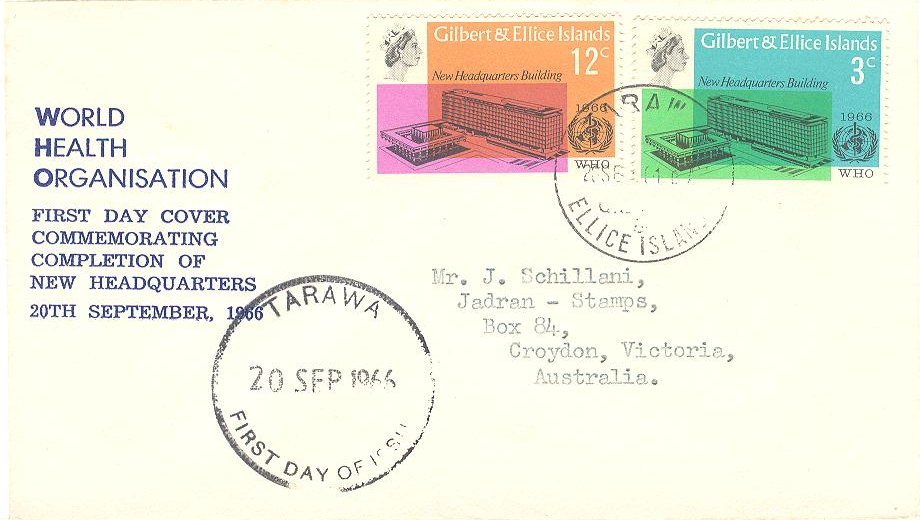 WORLD
HEALTH
ORGANISATION
FIRST DAY COVER
COMMEMORATING
COMPLETION OF
NEW HEADQUARTERS
20TH SEPTEMBER, 1966
Gilbert & Ellice Islands
12c
New Headquarters Building
1966
WHO
Gilbert & Ellice Islands
3c
New Headquarters Building
1966
WHO
ELLICE ISLAN
Mr. J. Schillani,
Jadran - Stamps,
Box 84,
Croydon, Victoria,
Australia.
TARAWA
20 SEP 1966
FIRST DAY OF